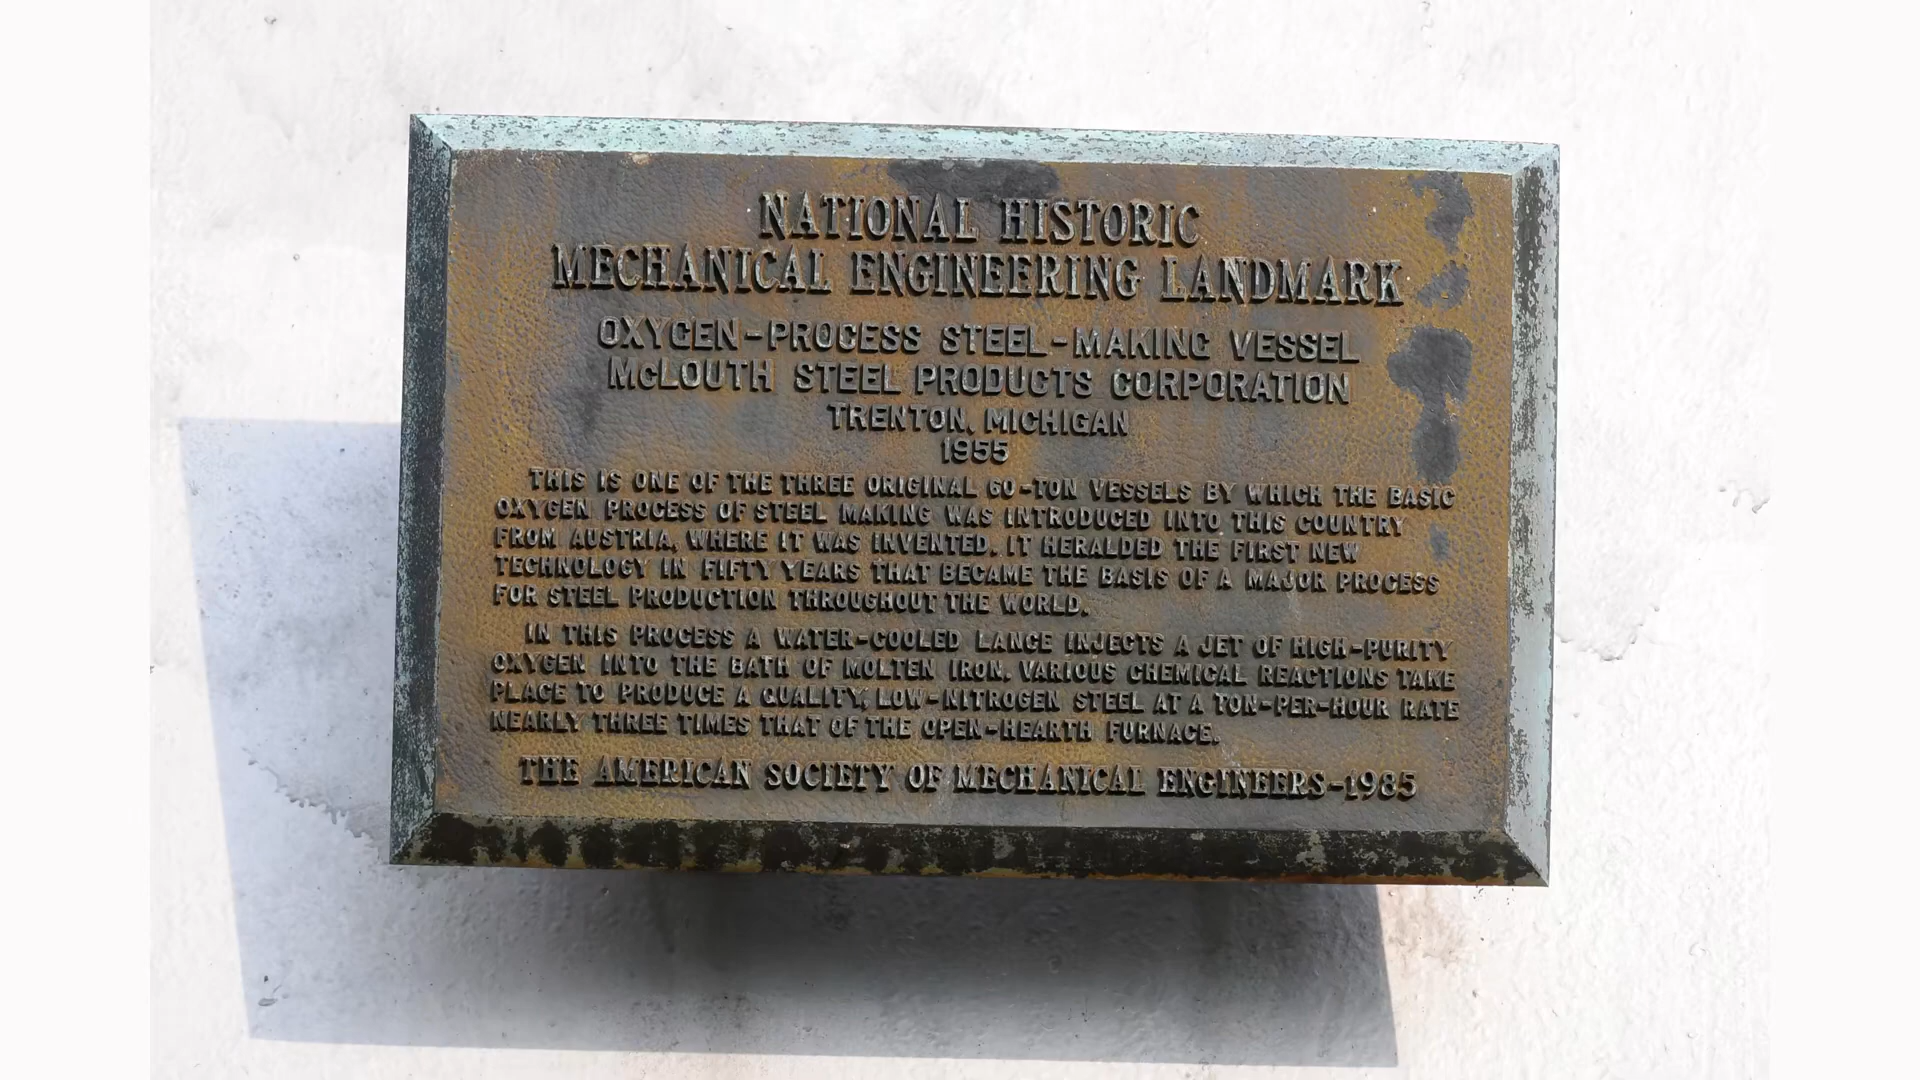 NATIONAL HISTORIC
MECHANICAL ENGINEERING LANDMARK
OXYGEN-PROCESS STEEL-MAKING VESSEL
McLOUTH STEEL PRODUCTS CORPORATION
TRENTON, MICHIGAN
1955
THIS IS ONE OF THE THREE ORIGINAL 60-TON VESSELS BY WHICH THE BASIC
OXYGEN PROCESS OF STEEL MAKING WAS INTRODUCED INTO THIS COUNTRY
FROM AUSTRIA, WHERE IT WAS INVENTED. IT HERALDED THE FIRST NEW
TECHNOLOGY IN FIFTY YEARS THAT BECAME THE BASIS OF A MAJOR PROCESS
FOR STEEL PRODUCTION THROUGHOUT THE WORLD.
IN THIS PROCESS A WATER-COOLED LANCE INJECTS A JET OF HIGH-PURITY
OXYGEN INTO THE BATH OF MOLTEN IRON. VARIOUS CHEMICAL REACTIONS TAKE
PLACE TO PRODUCE A QUALITY, LOW-NITROGEN STEEL AT A TON-PER-HOUR RATE
NEARLY THREE TIMES THAT OF THE OPEN-HEARTH FURNACE.
THE AMERICAN SOCIETY OF MECHANICAL ENGINEERS-1985